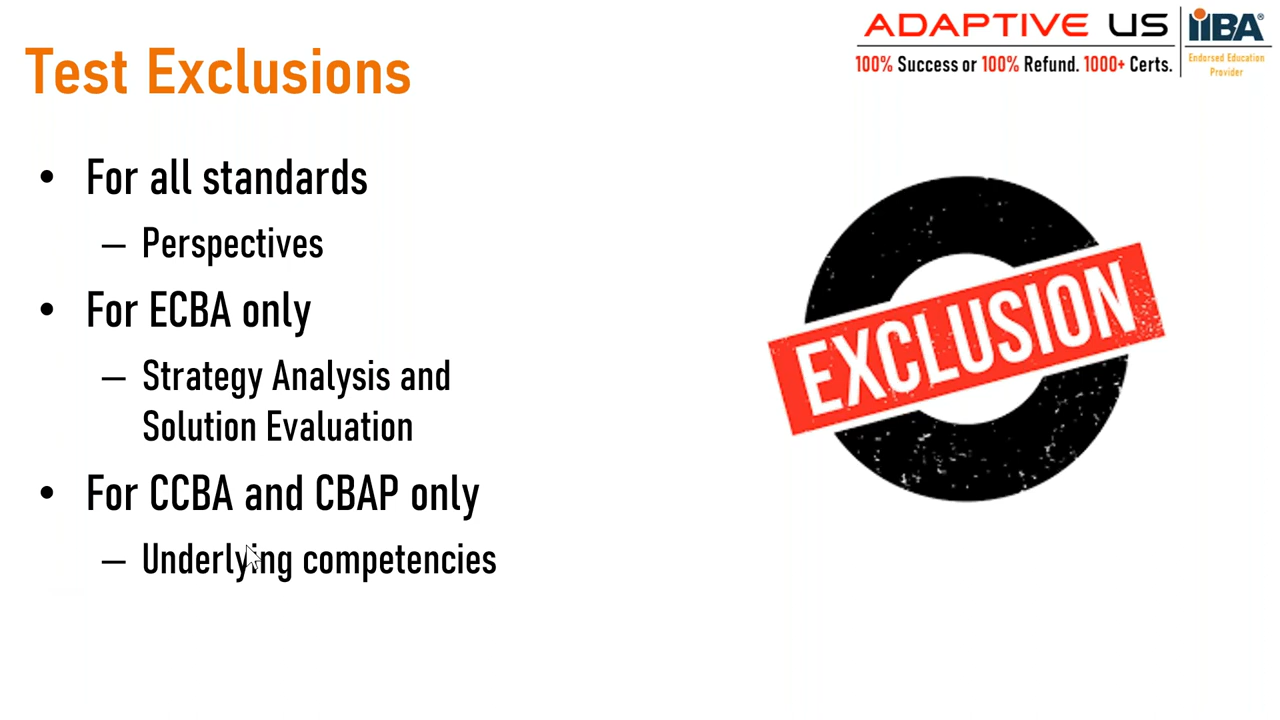 Test Exclusions
ADAPTIVE US
100% Success or 100% Refund. 1000+ Certs.
iiBA®
Endorsed Education
Provider
• For all standards
– Perspectives
• For ECBA only
– Strategy Analysis and
Solution Evaluation
• For CCBA and CBAP only
– Underlying competencies
EXCLUSION